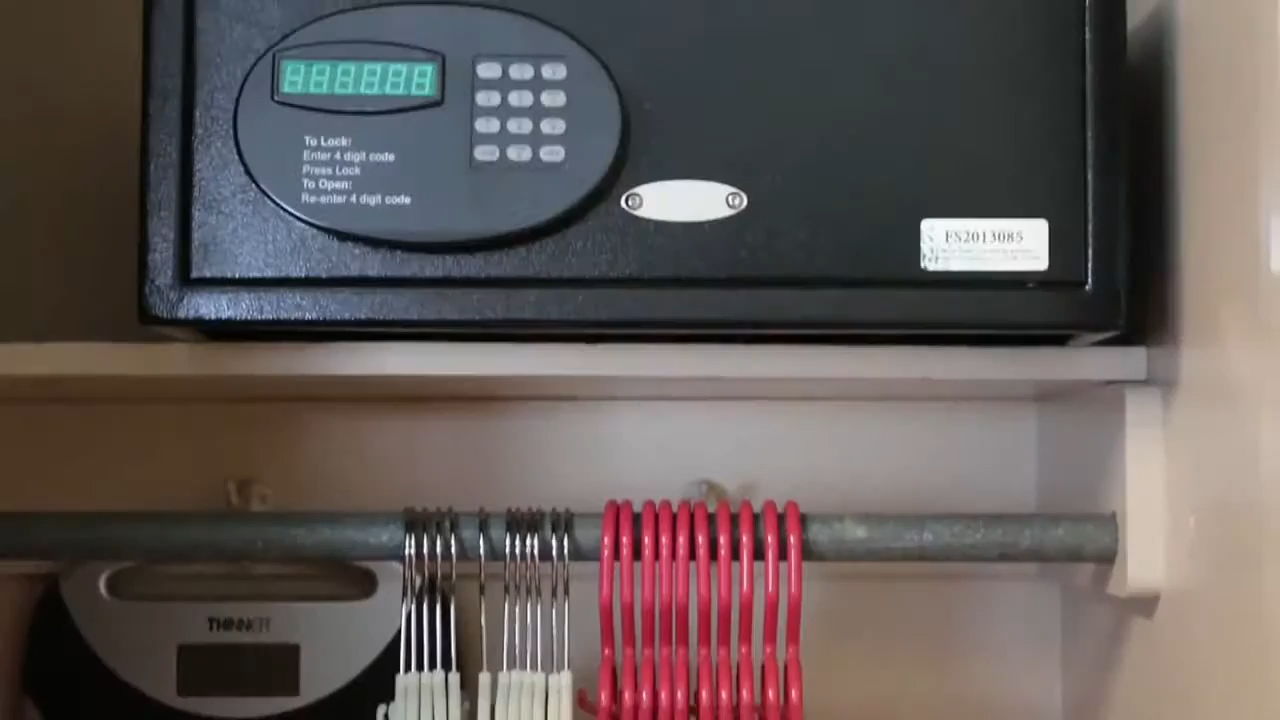 To Lock:
Enter 4 digit code
Press Lock
To Open:
Re-enter 4 digit code
FS2013085
THINNER